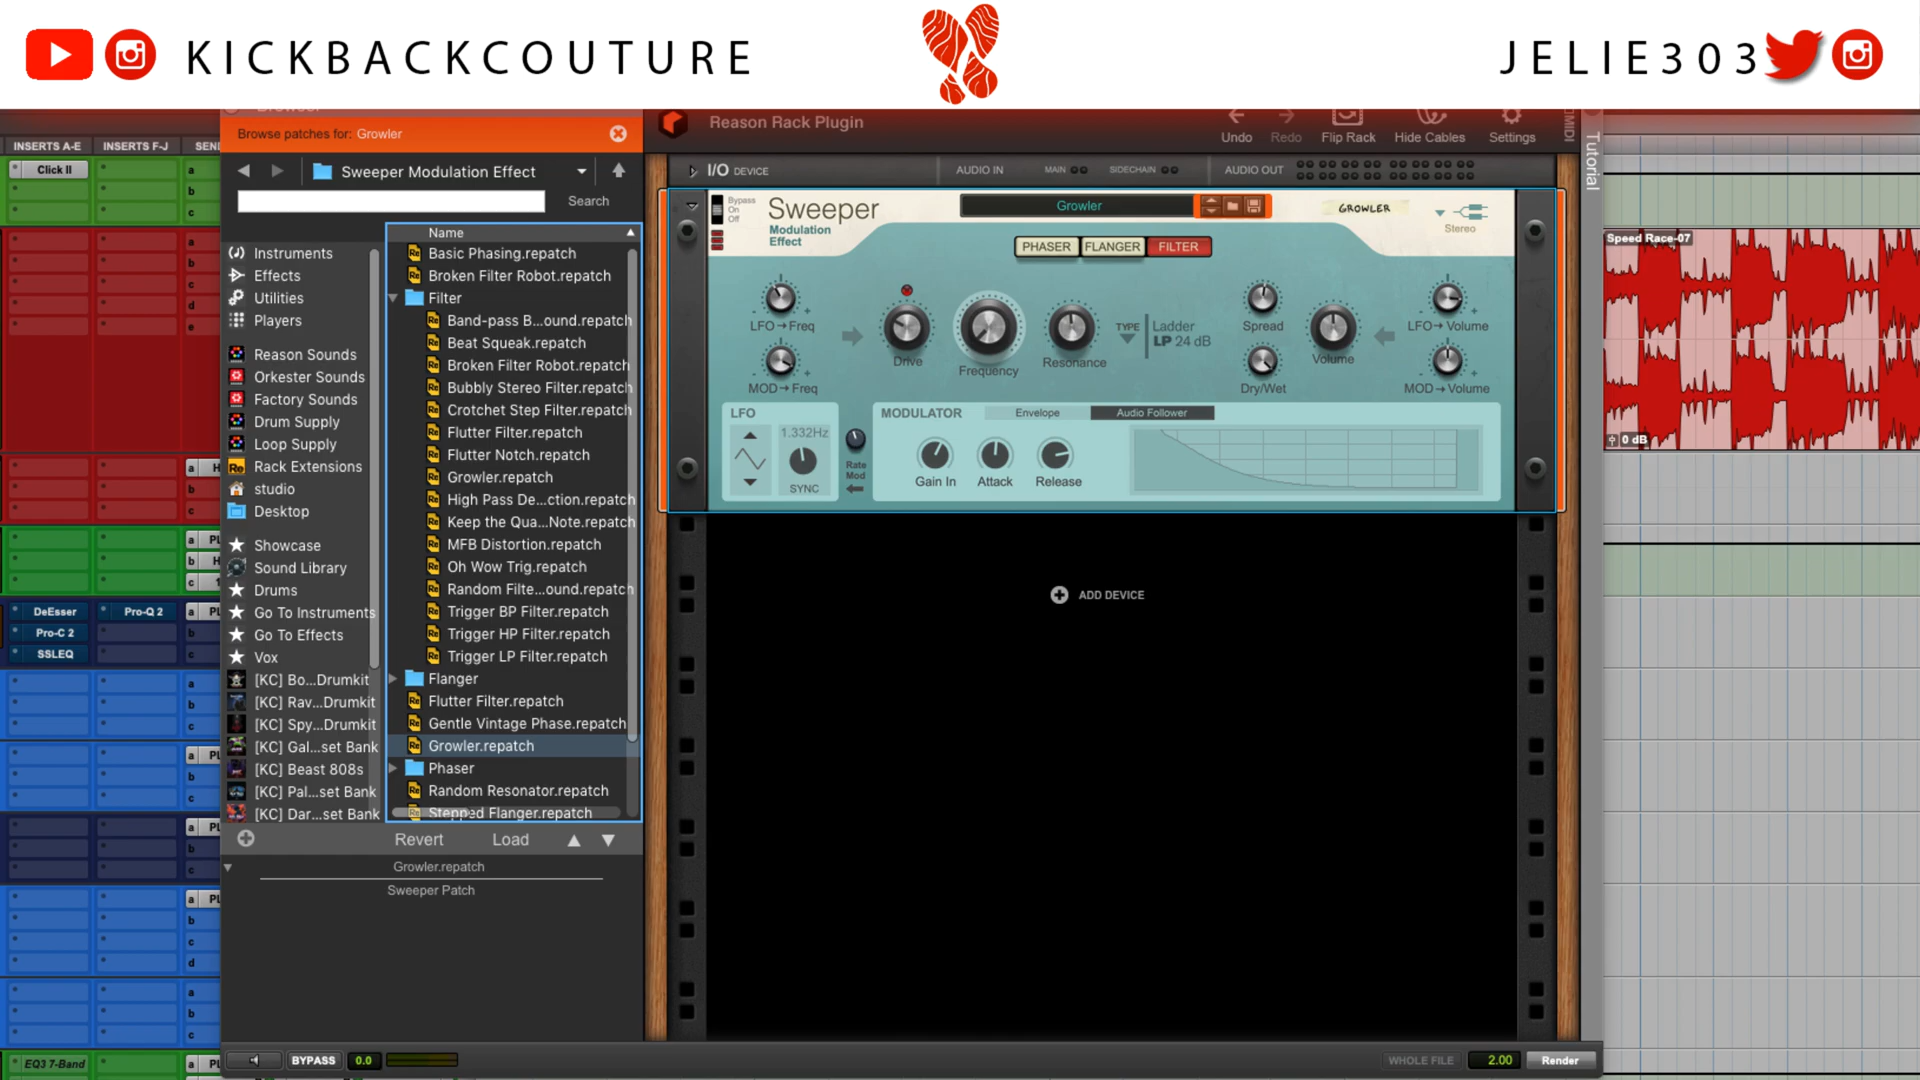 KICKBACKCOUTURE
JELIE303
Browse patches for: Growler
Reason Rack Plugin
Undo
Redo
Flip Rack
Hide Cables
Settings
Tutorial
INSERTS A-E
INSERTS F-J
Click II
a
b
c
Sweeper Modulation Effect
Search
I/O DEVICE
AUDIO IN
MAIN
SIDECHAIN
AUDIO OUT
Bypass
On
Off
Sweeper
Modulation
Effect
Growler
GROWLER
Stereo
PHASER
FLANGER
FILTER
Name
Instruments
Effects
Utilities
Players
Reason Sounds
Orkester Sounds
Factory Sounds
Drum Supply
Loop Supply
Rack Extensions
studio
Desktop
Showcase
Sound Library
Drums
Go To Instruments
Go To Effects
Vox
[KC] Bo...Drumkit
[KC] Rav...Drumkit
[KC] Spy...Drumkit
[KC] Gal...set Bank
[KC] Beast 808s
[KC] Pal...set Bank
[KC] Dar...set Bank
Basic Phasing.repatch
Broken Filter Robot.repatch
Filter
Band-pass B...ound.repatch
Beat Squeak.repatch
Broken Filter Robot.repatch
Bubbly Stereo Filter.repatch
Crotchet Step Filter.repatch
Flutter Filter.repatch
Flutter Notch.repatch
Growler.repatch
High Pass De...ction.repatch
Keep the Qua...Note.repatch
MFB Distortion.repatch
Oh Wow Trig.repatch
Random Filte...ound.repatch
Trigger BP Filter.repatch
Trigger HP Filter.repatch
Trigger LP Filter.repatch
Flanger
Flutter Filter.repatch
Gentle Vintage Phase.repatch
Growler.repatch
Phaser
Random Resonator.repatch
Stepped Flanger.repatch
Revert
Load
Growler.repatch
Sweeper Patch
LFO→Freq
MOD→Freq
Drive
Frequency
Resonance
TYPE
Ladder
LP 24 dB
Spread
Dry/Wet
Volume
LFO→Volume
MOD→Volume
LFO
1.332Hz
SYNC
Rate
Mod
MODULATOR
Envelope
Audio Follower
Gain In
Attack
Release
ADD DEVICE
Speed Race-07
0 dB
DeEsser
Pro-Q 2
Pro-C 2
SSLEQ
EQ3 7-Band
BYPASS
0.0
WHOLE FILE
2.00
Render